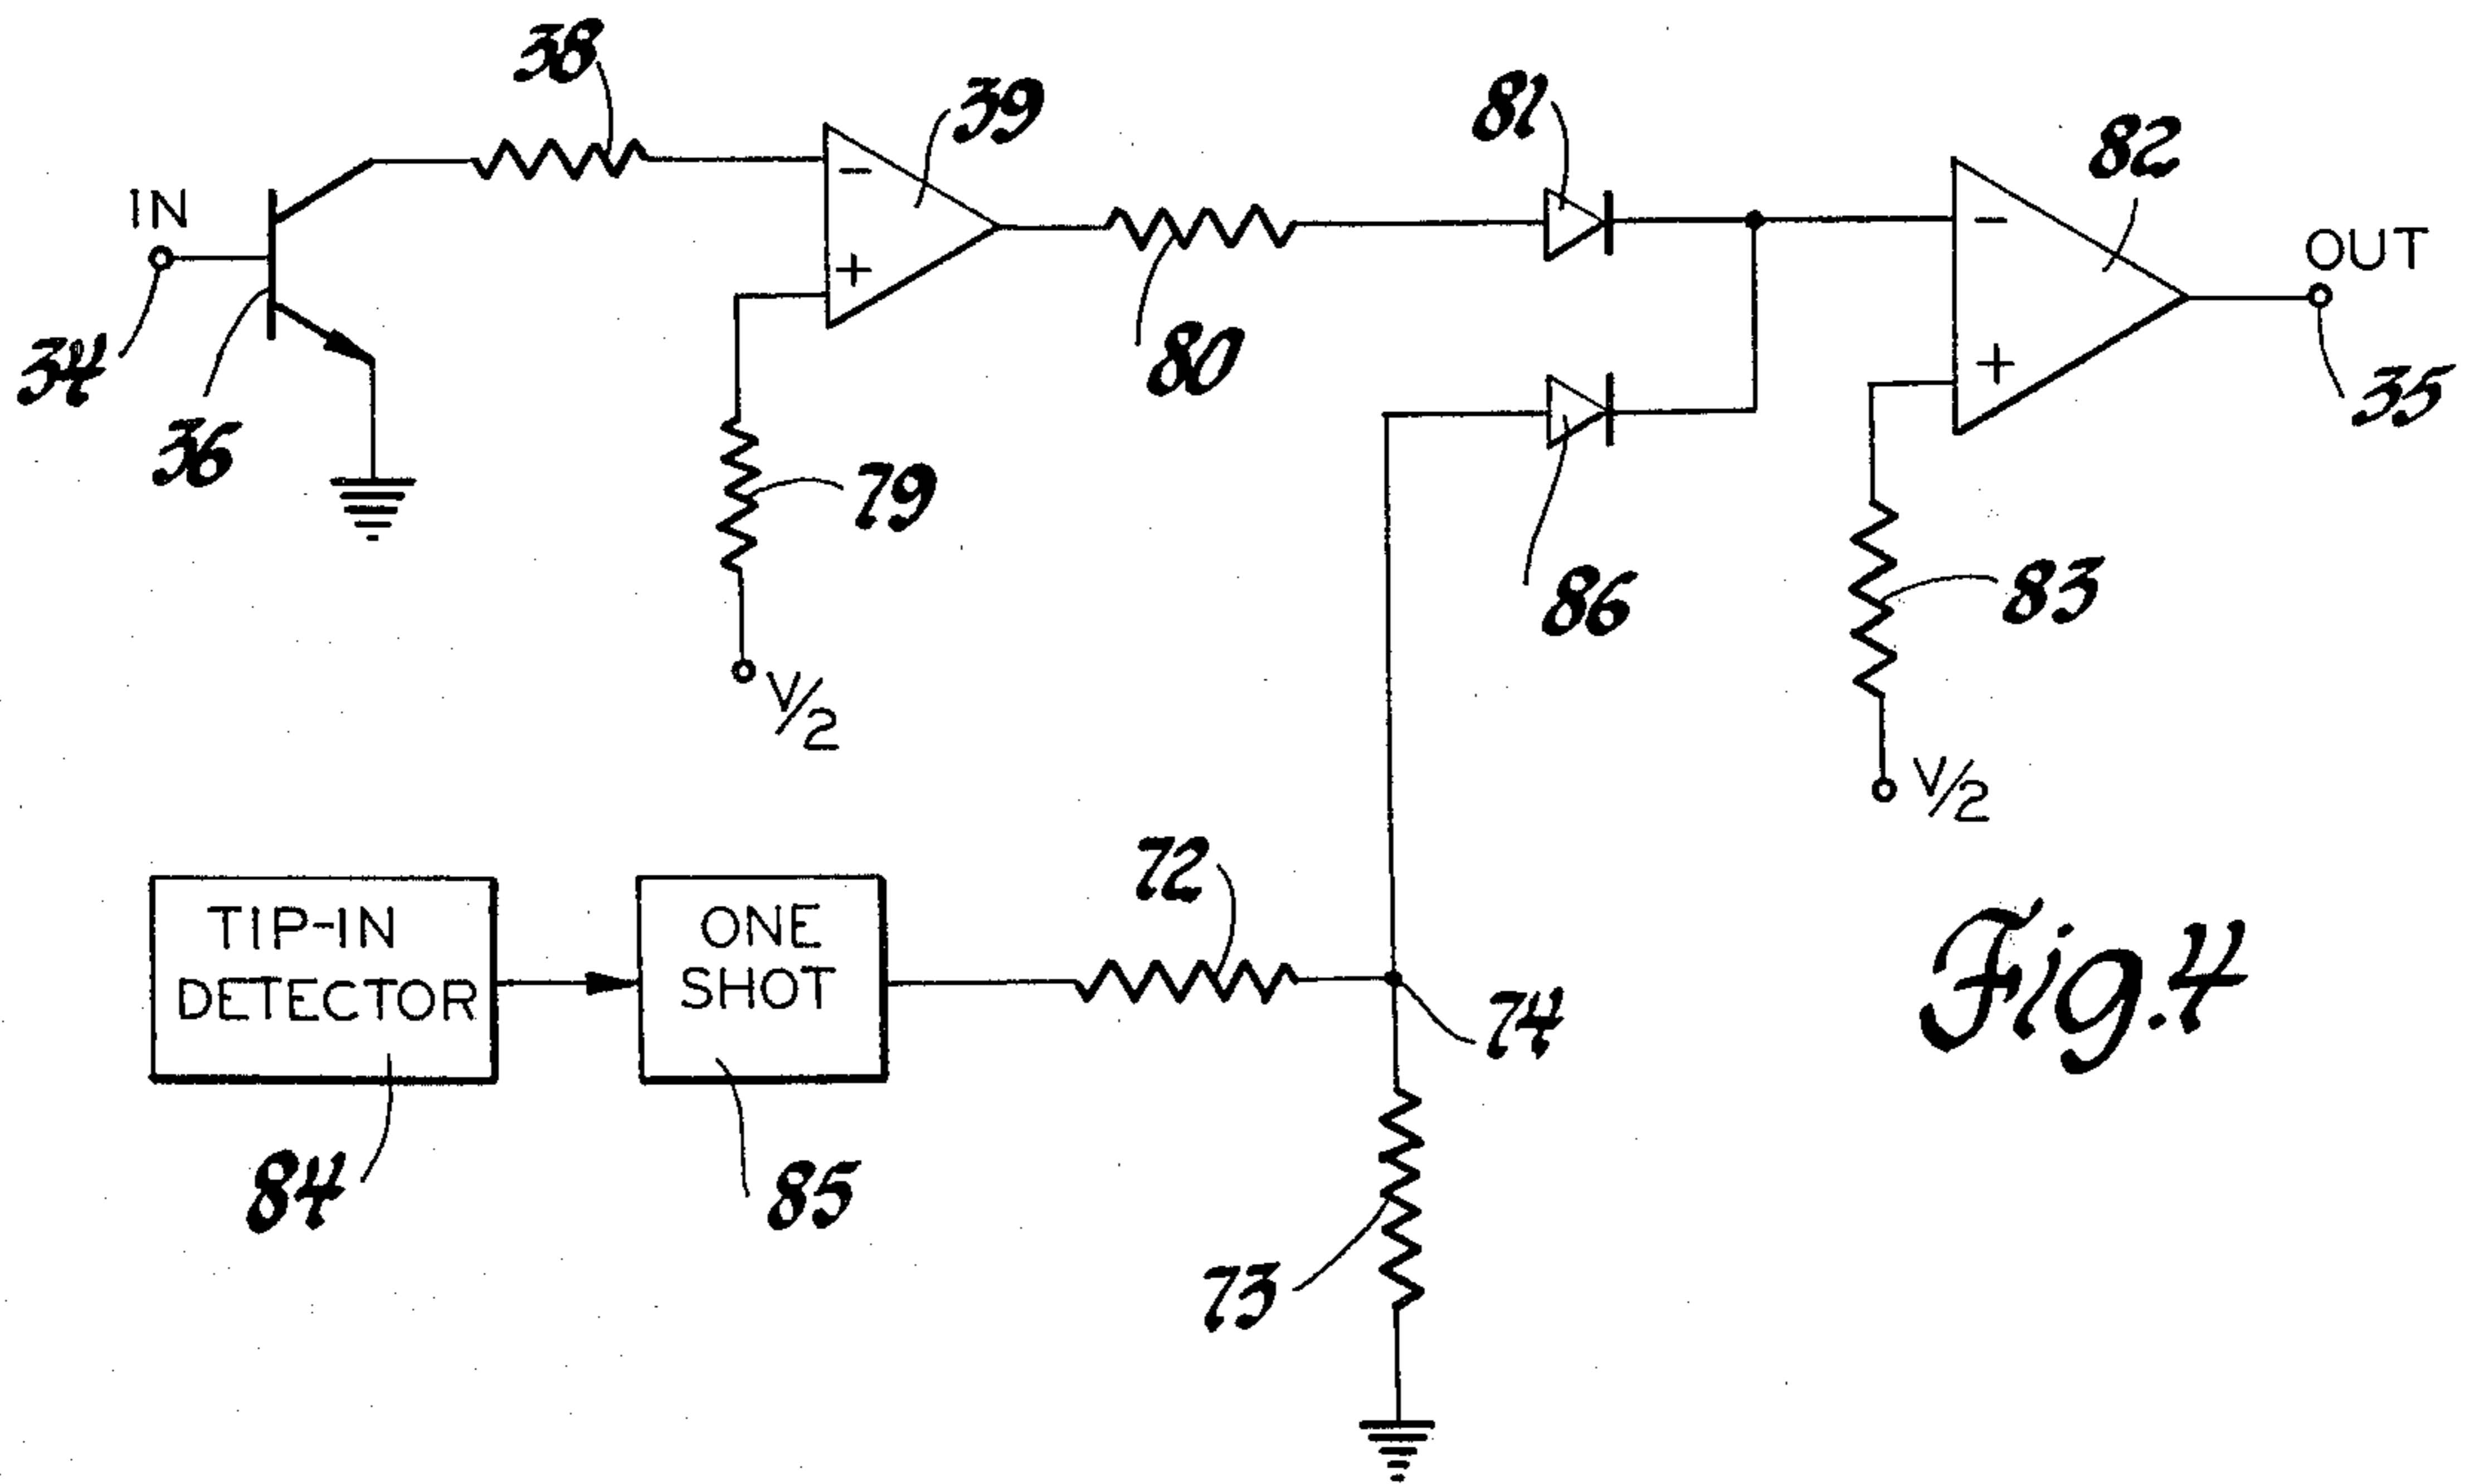 38
39
81
82
IN
-
+
-
+
OUT
34
36
80
35
79
86
83
V/2
V/2
72
TIP-IN
DETECTOR
ONE
SHOT
74
Fig. 4
84
85
73